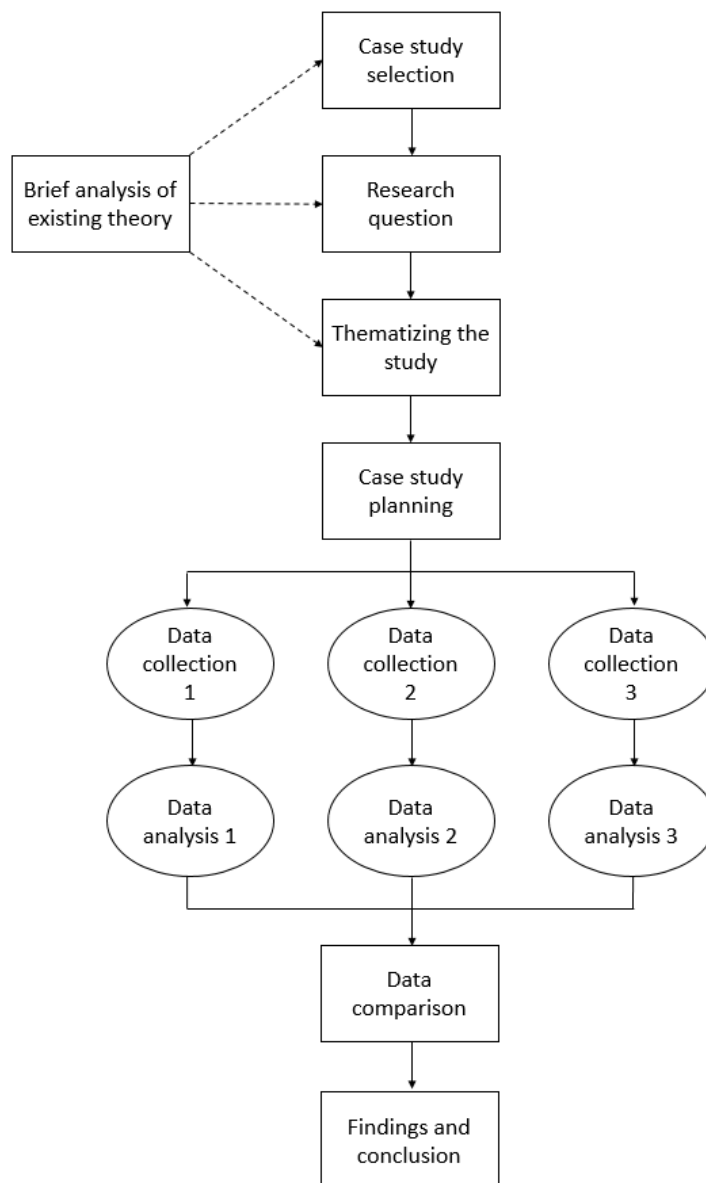 Case study
selection
Brief analysis of
existing theory
Research
question
Thematizing the
study
Case study
planning
Data
collection
1
Data
collection
2
Data
collection
3
Data
analysis 1
Data
analysis 2
Data
analysis 3
Data
comparison
Findings and
conclusion